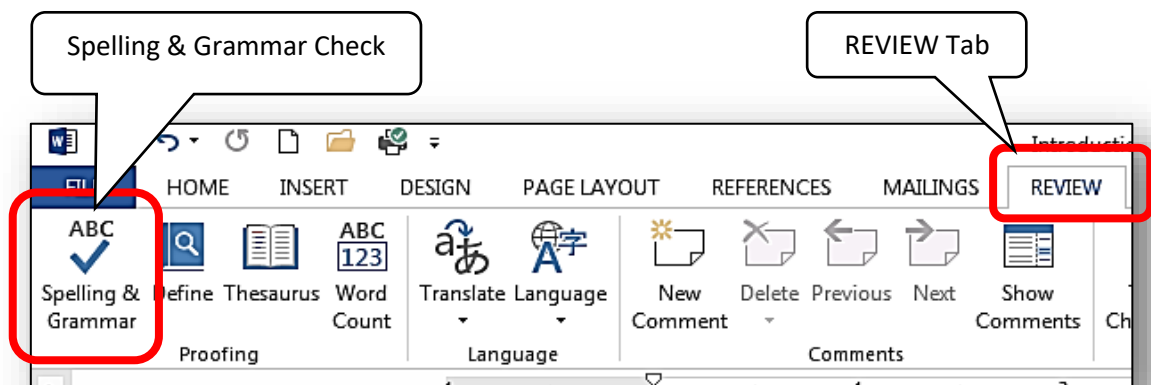 Spelling & Grammar Check
REVIEW Tab
HOME INSERT DESIGN PAGE LAYOUT REFERENCES MAILINGS REVIEW
ABC
ABC
123
Spelling & Grammar
Define
Thesaurus
Word Count
Translate
Language
New Comment
Delete
Previous
Next
Show Comments
Proofing
Language
Comments